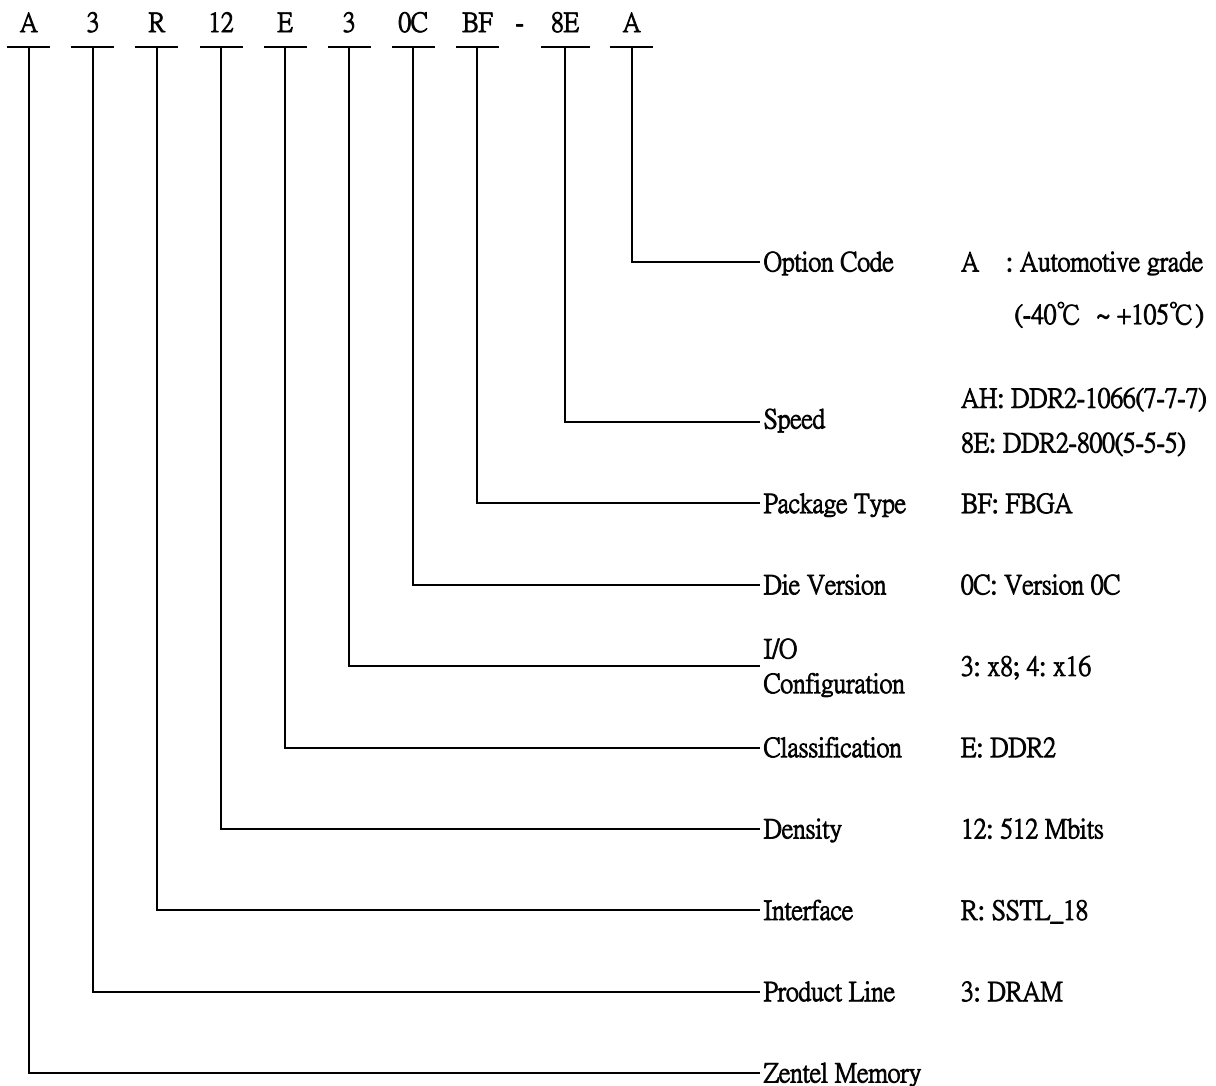 A 3 R 12 E 3 0C BF - 8E A
Option Code A : Automotive grade
(-40℃ ~ +105℃)
Speed AH: DDR2-1066(7-7-7)
8E: DDR2-800(5-5-5)
Package Type BF: FBGA
Die Version 0C: Version 0C
I/O
Configuration 3: x8; 4: x16
Classification E: DDR2
Density 12: 512 Mbits
Interface R: SSTL_18
Product Line 3: DRAM
Zentel Memory